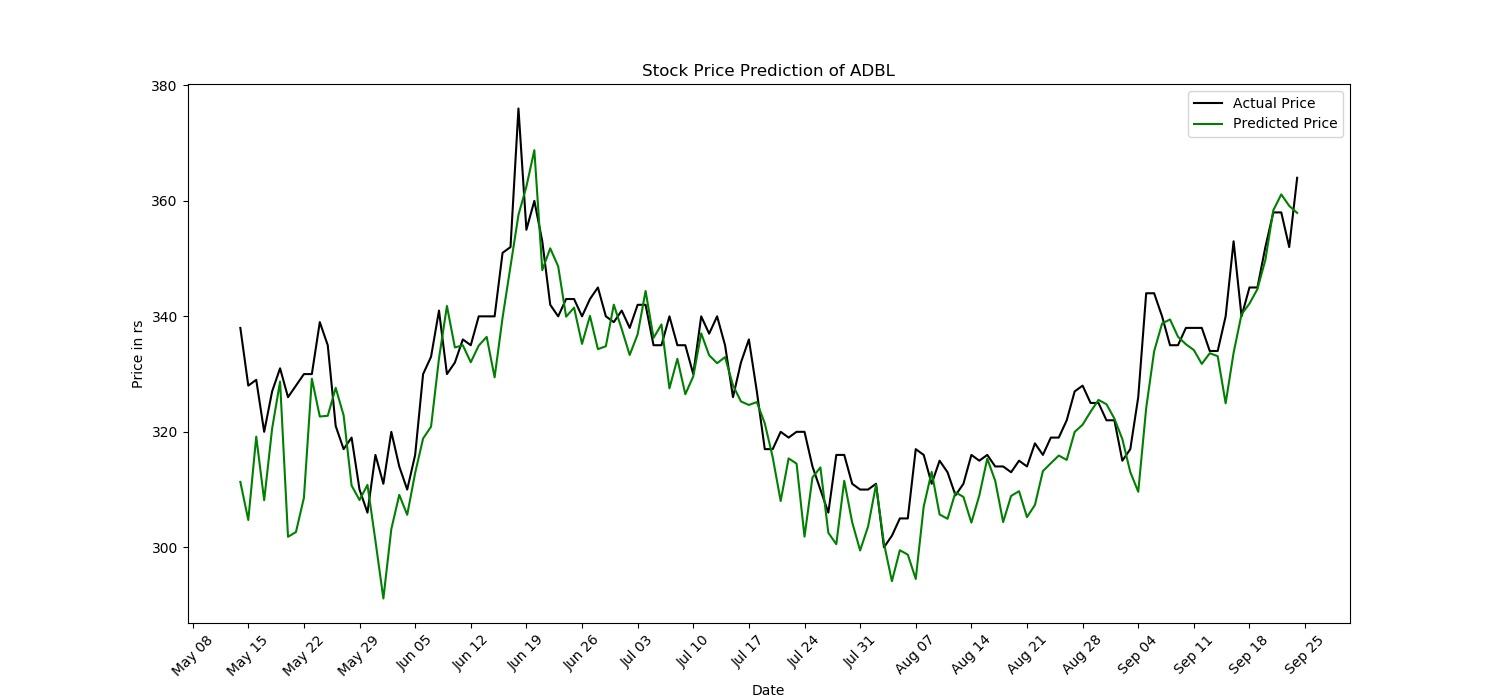 Stock Price Prediction of ADBL
Actual Price
Predicted Price
Price in rs
380
360
340
320
300
May 08
May 15
May 22
May 29
Jun 05
Jun 12
Jun 19
Jun 26
Jul 03
Jul 10
Jul 17
Jul 24
Jul 31
Aug 07
Aug 14
Aug 21
Aug 28
Sep 04
Sep 11
Sep 18
Sep 25
Date